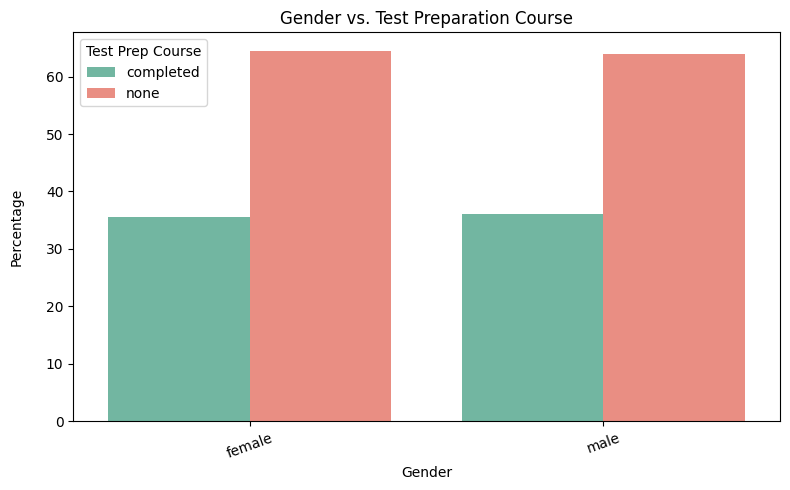 Gender vs. Test Preparation Course
Test Prep Course
completed
none
Percentage
60
50
40
30
20
10
0
female
male
Gender